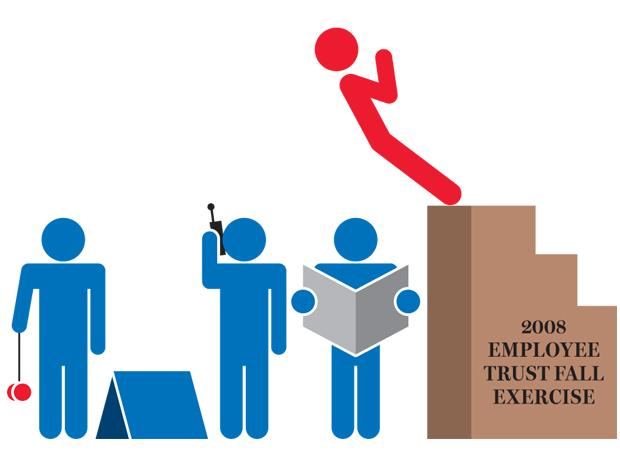 2008
EMPLOYEE
TRUST FALL
EXERCISE